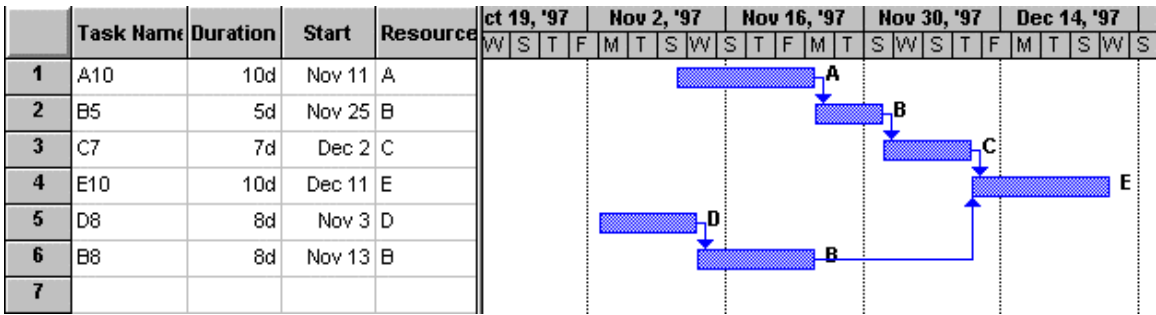 Task Name Duration Start Resource ct 19, '97 Nov 2, '97 Nov 16, '97 Nov 30, '97 Dec 14, '97
W S T F M T S W S T F M T S W S T F M T S W S
1 A10 10d Nov 11 A A
2 B5 5d Nov 25 B B
3 C7 7d Dec 2 C C
4 E10 10d Dec 11 E E
5 D8 8d Nov 3 D D
6 B8 8d Nov 13 B B
7